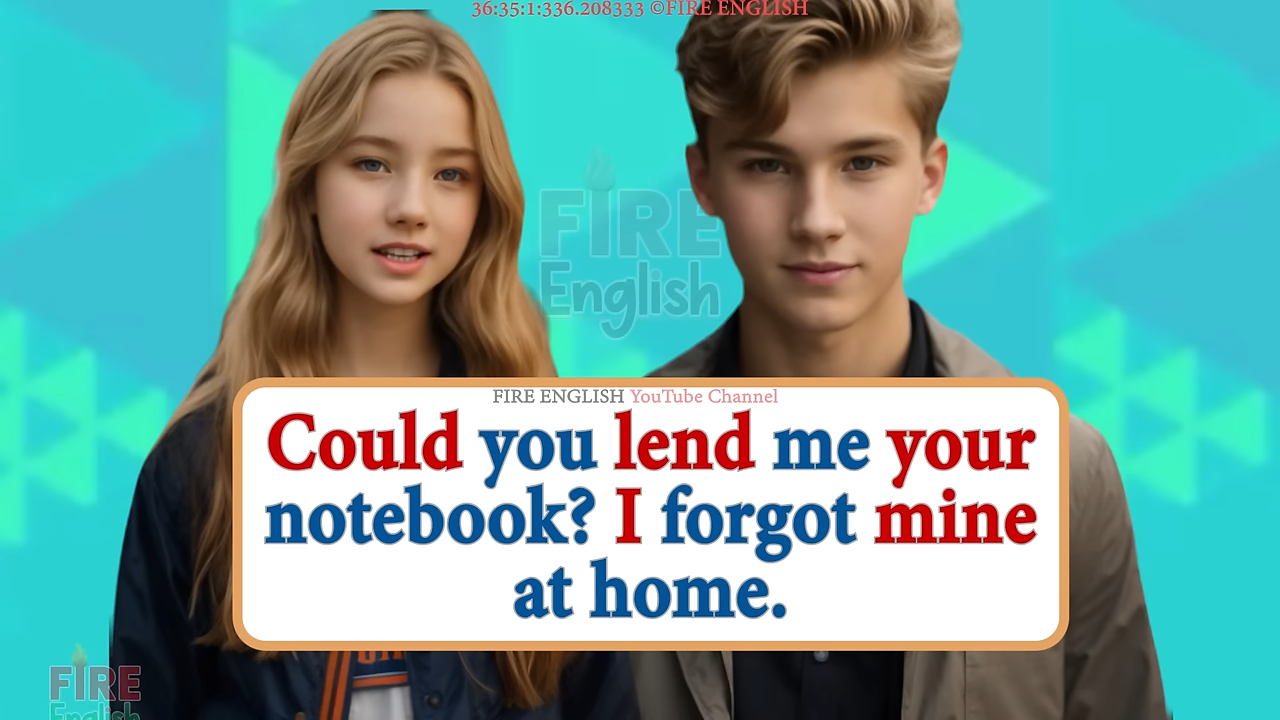 36:35:1:336.208333 ©FIRE ENGLISH
FIRE
English
FIRE ENGLISH YouTube Channel
Could you lend me your
notebook? I forgot mine
at home.
FIRE
English